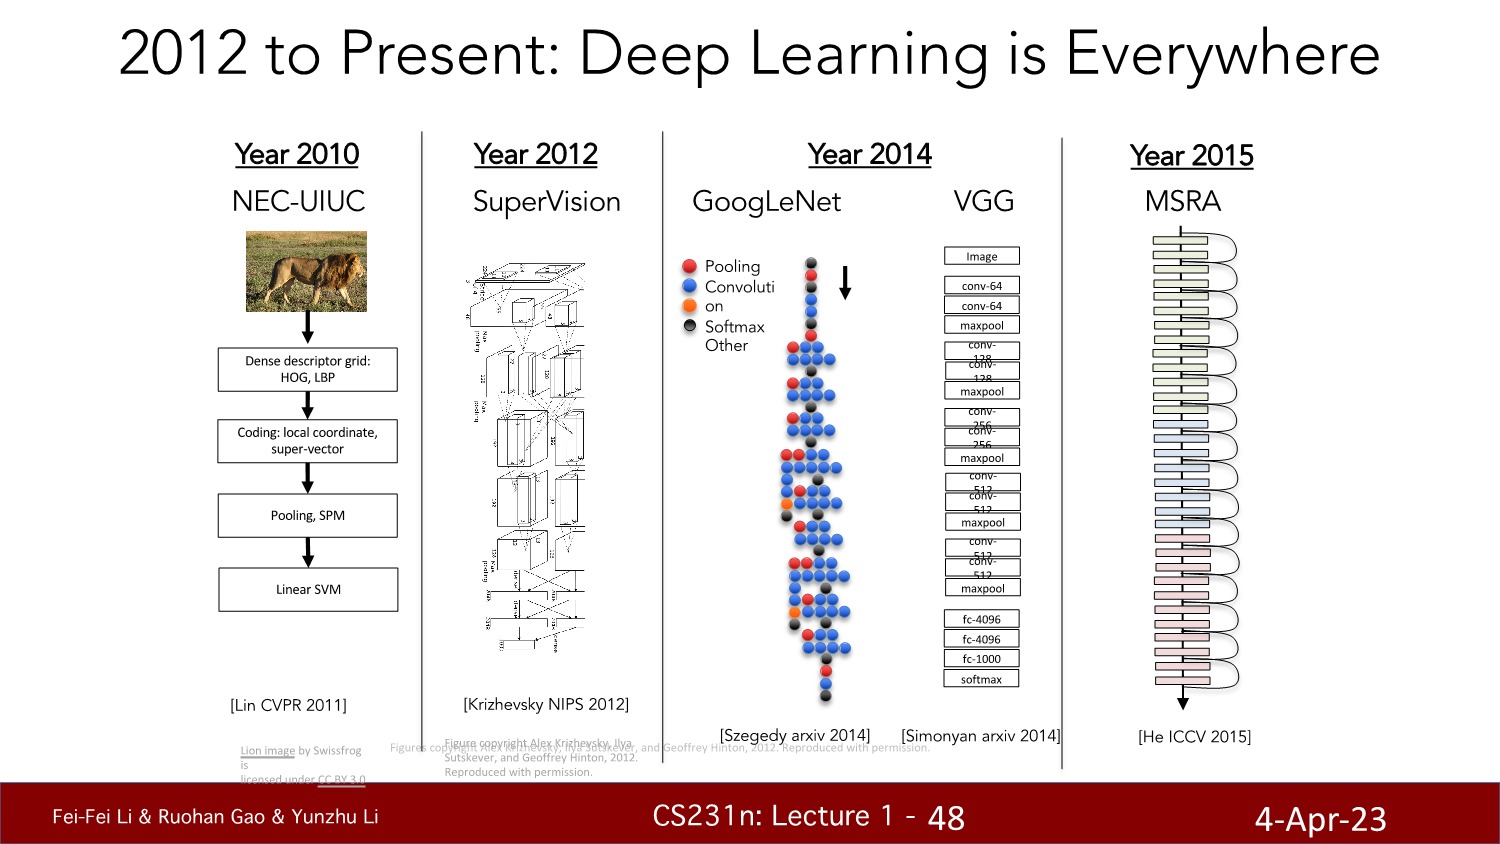 2012 to Present: Deep Learning is Everywhere
Year 2010
NEC-UIUC
Dense descriptor grid:
HOG, LBP
Coding: local coordinate,
super-vector
Pooling, SPM
Linear SVM
[Lin CVPR 2011]
Lion image by Swissfrog
is
licensed under CC BY 3.0
Year 2012
SuperVision
[Krizhevsky NIPS 2012]
Figure copyright Alex Krizhevsky, Ilya
Sutskever, and Geoffrey Hinton, 2012.
Reproduced with permission.
Figures copyright Alex Krizhevsky, Ilya Sutskever, and Geoffrey Hinton, 2012. Reproduced with permission.
Year 2014
GoogLeNet
Pooling
Convoluti
on
Softmax
Other
[Szegedy arxiv 2014]
VGG
Image
conv-64
conv-64
maxpool
conv-
128
conv-
128
maxpool
conv-
256
conv-
256
maxpool
conv-
512
conv-
512
maxpool
conv-
512
conv-
512
maxpool
fc-4096
fc-4096
fc-1000
softmax
[Simonyan arxiv 2014]
Year 2015
MSRA
[He ICCV 2015]
Fei-Fei Li & Ruohan Gao & Yunzhu Li
CS231n: Lecture 1 - 48
4-Apr-23